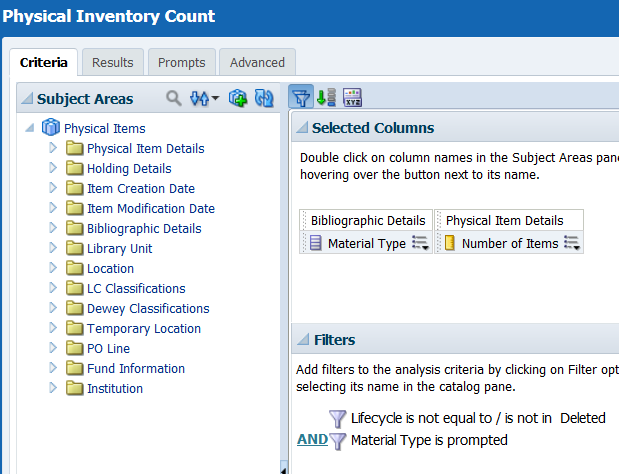 Physical Inventory Count
Criteria Results Prompts Advanced
Subject Areas
Physical Items
Physical Item Details
Holding Details
Item Creation Date
Item Modification Date
Bibliographic Details
Library Unit
Location
LC Classifications
Dewey Classifications
Temporary Location
PO Line
Fund Information
Institution
XYZ
Selected Columns
Double click on column names in the Subject Areas pane
hovering over the button next to its name.
Bibliographic Details Physical Item Details
Material Type Number of Items
Filters
Add filters to the analysis criteria by clicking on Filter opt
selecting its name in the catalog pane.
Lifecycle is not equal to / is not in Deleted
AND Material Type is prompted